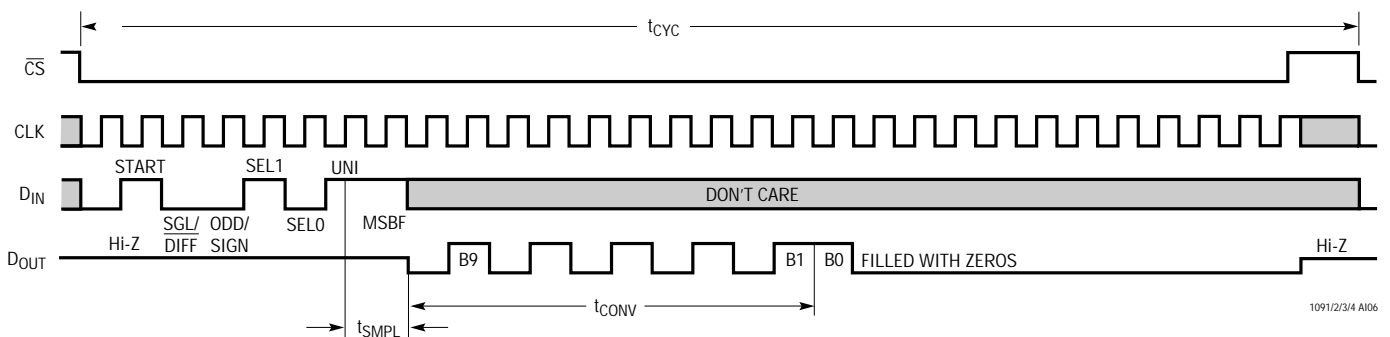 tCYC
CS
CLK
START SEL1 UNI
DIN
DON'T CARE
SGL/
DIFF
ODD/
SIGN
SEL0
MSBF
Hi-Z
DOUT
B9
B1
B0
FILLED WITH ZEROS
Hi-Z
tCONV
tSMPL
1091/2/3/4 AI06